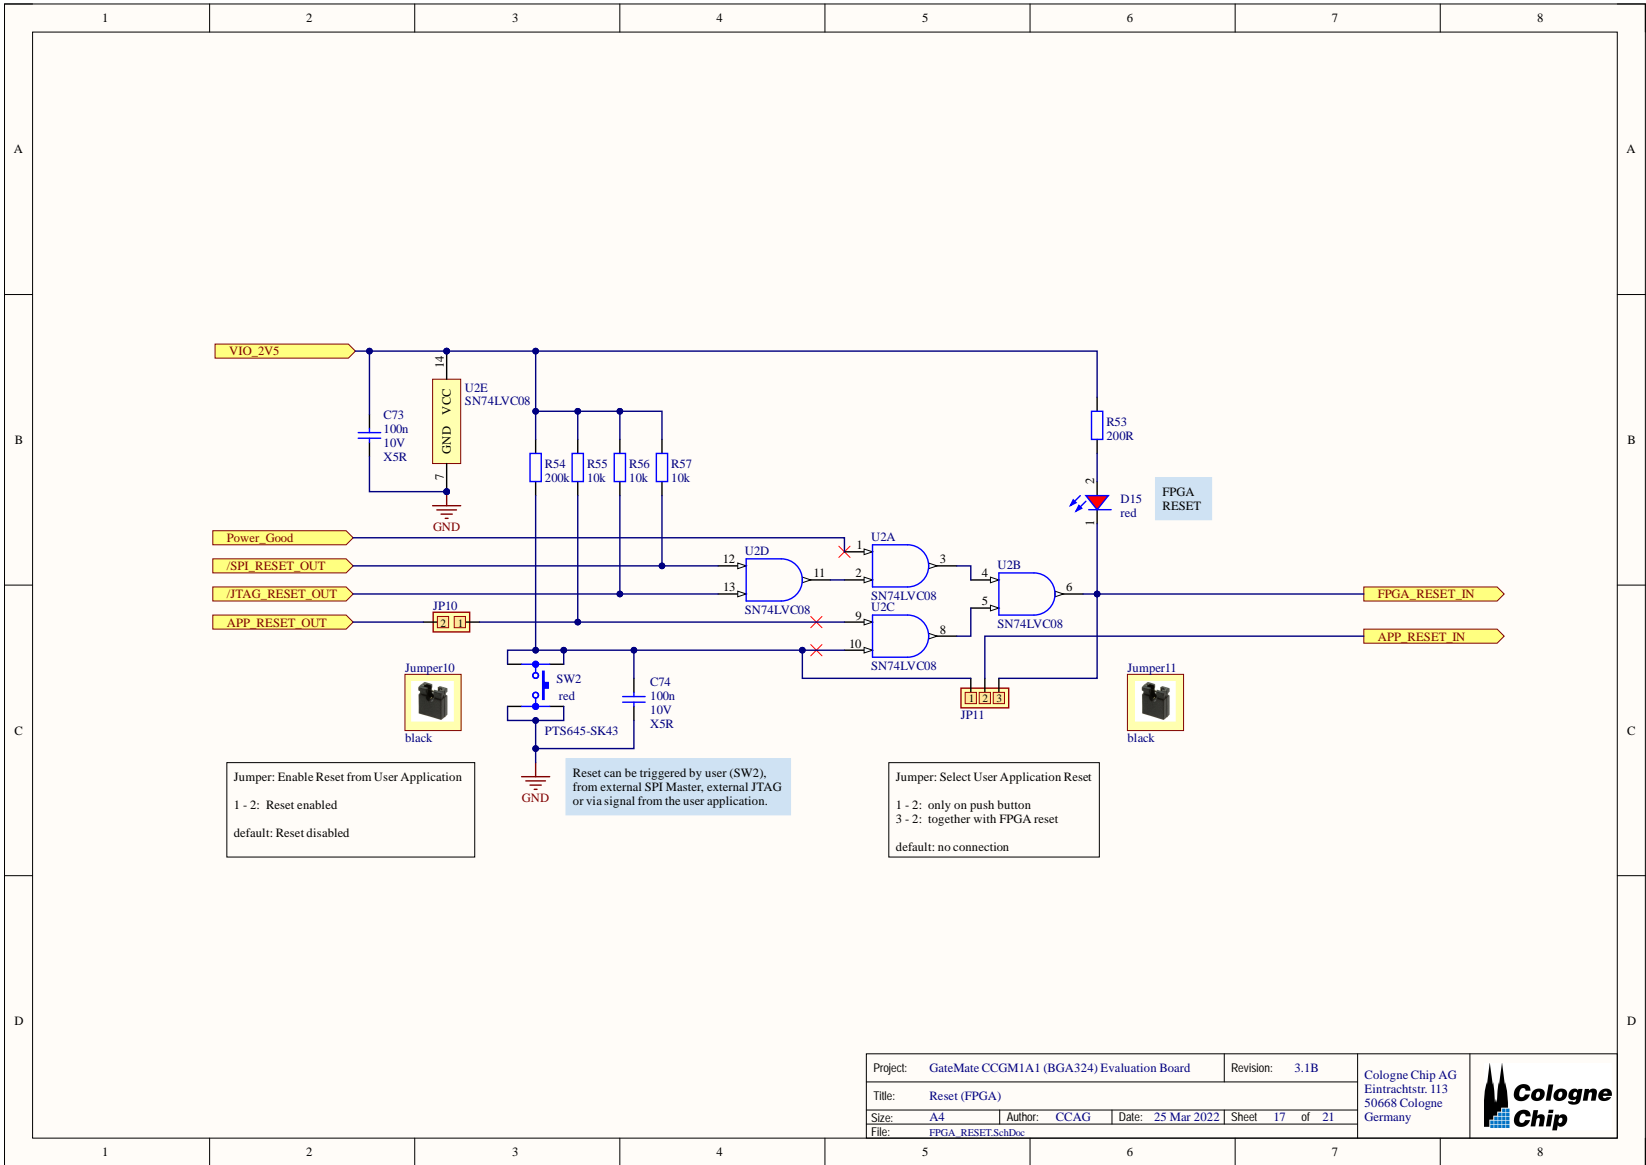 1 2 3 4 5 6 7 8
A A
VIO_2V5
14
VCC
GND
7
U2E
SN74LVC08
C73
100n
10V
X5R
GND
B B
R54
200k
R55
10k
R56
10k
R57
10k
R53
200R
2
D15
red
1
FPGA
RESET
Power_Good
/SPI_RESET_OUT
/JTAG_RESET_OUT
APP_RESET_OUT
JP10
2 1
12
13
U2D
11
SN74LVC08
1
2
U2A
3
SN74LVC08
9
10
U2C
8
SN74LVC08
4
5
U2B
6
SN74LVC08
FPGA_RESET_IN
APP_RESET_IN
Jumper10
black
SW2
red
PTS645-SK43
C74
100n
10V
X5R
GND
1 2 3
JP11
Jumper11
black
C C
Jumper: Enable Reset from User Application
1 - 2: Reset enabled
default: Reset disabled
Reset can be triggered by user (SW2),
from external SPI Master, external JTAG
or via signal from the user application.
Jumper: Select User Application Reset
1 - 2: only on push button
3 - 2: together with FPGA reset
default: no connection
D D
Project: GateMate CCGM1A1 (BGA324) Evaluation Board Revision: 3.1B
Title: Reset (FPGA)
Size: A4 Author: CCAG Date: 25 Mar 2022 Sheet 17 of 21
File: FPGA_RESET.SchDoc
Cologne Chip AG
Eintrachtstr. 113
50668 Cologne
Germany
Cologne
Chip
1 2 3 4 5 6 7 8